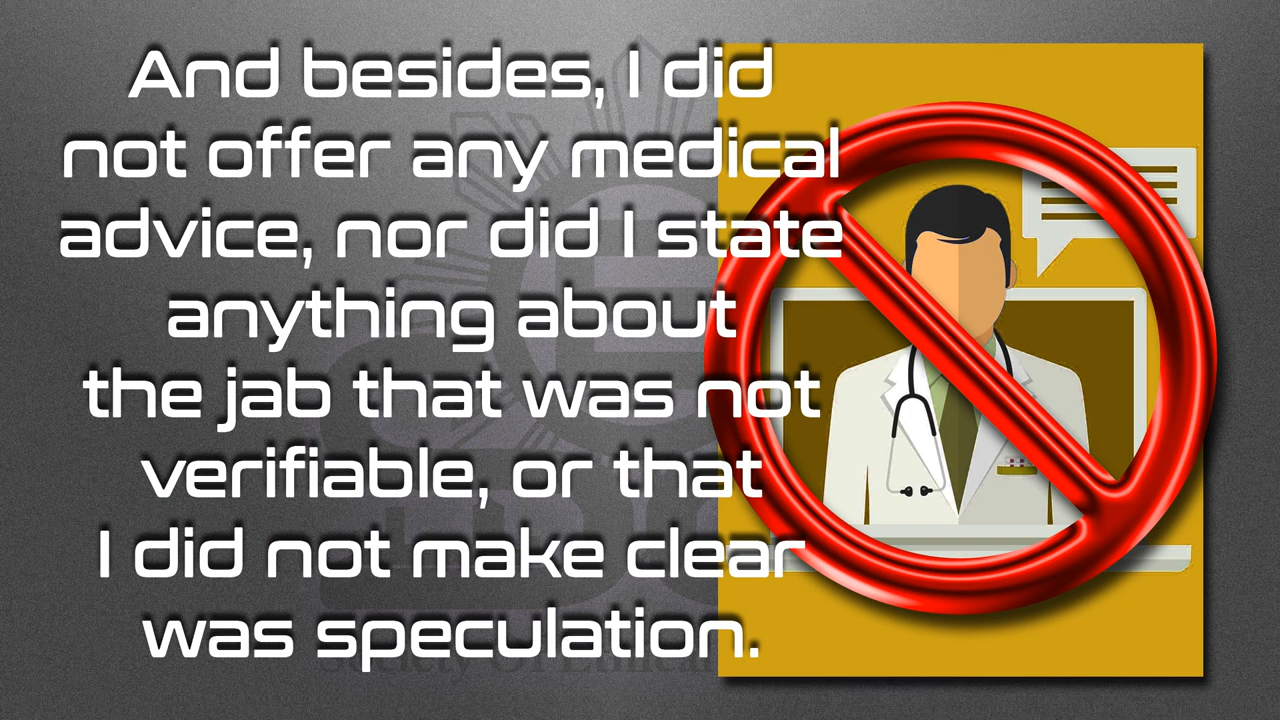 And besides, I did
not offer any medical
advice, nor did I state
anything about
the jab that was not
verifiable, or that
I did not make clear
was speculation.